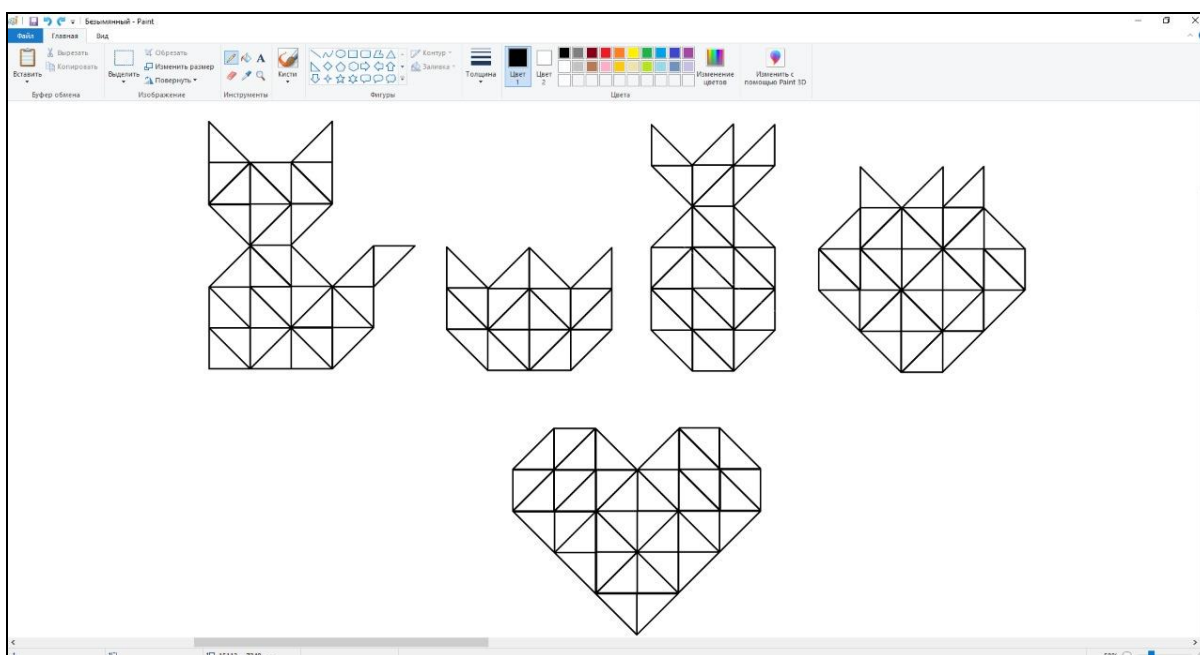 Безымянный - Paint
Файл Главная Вид
Вставить
Вырезать
Копировать
Буфер обмена
Выделить
Обрезать
Изменить размер
Повернуть
Изображение
A
Инструменты
Кисти
Контур
Заливка
Фигуры
Толщина
Цвет
1
Цвет
2
Цвета
Изменение
цветов
Изменить с
помощью Paint 3D